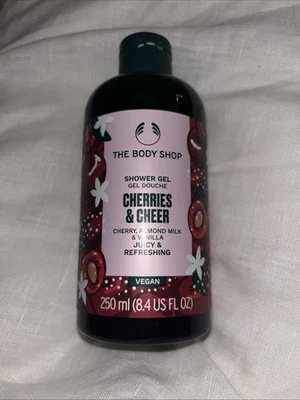 THE BODY SHOP
SHOWER GEL
GEL DOUCHE
CHERRIES
& CHEER
CHERRY, ALMOND MILK
& VANILLA
JUICY &
REFRESHING
VEGAN
250 ml (8.4 US FL OZ)